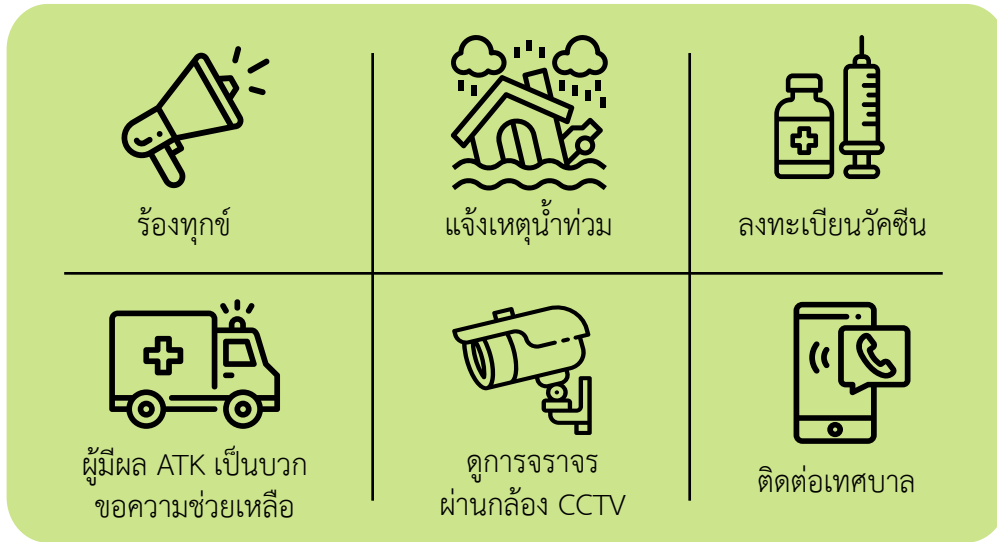 ร้องทุกข์
แจ้งเหตุน้ำท่วม
ลงทะเบียนวัคซีน
ผู้มีผล ATK เป็นบวก
ขอความช่วยเหลือ
ดูการจราจร
ผ่านกล้อง CCTV
ติดต่อเทศบาล